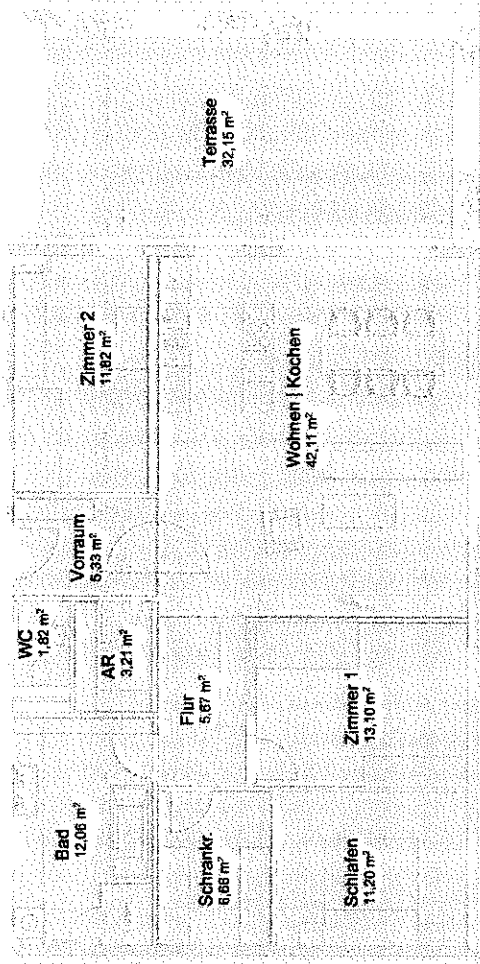 Bad
12,06 m²
WC
1,62 m²
AR
3,21 m²
Vorraum
5,33 m²
Zimmer 2
11,82 m²
Terrasse
32,15 m²
Schrankr.
6,68 m²
Flur
5,67 m²
Wohnen | Kochen
42,11 m²
Schlafen
11,20 m²
Zimmer 1
13,10 m²